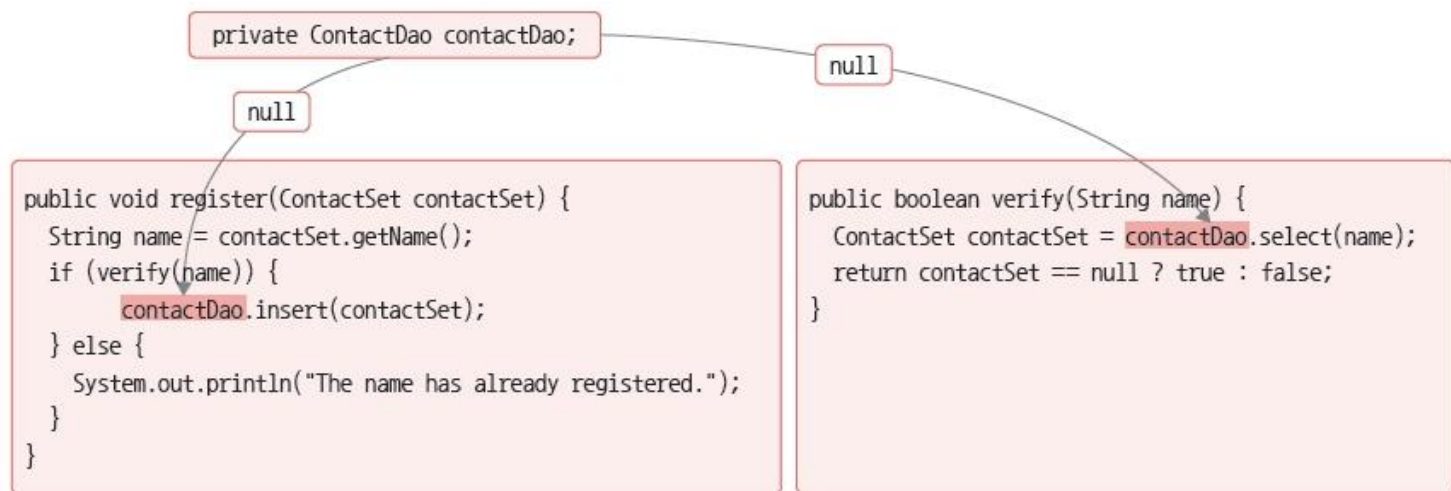 private ContactDao contactDao;
null
null
public void register(ContactSet contactSet) {
String name = contactSet.getName();
if (verify(name)) {
contactDao.insert(contactSet);
} else {
System.out.println("The name has already registered.");
}
}
public boolean verify(String name) {
ContactSet contactSet = contactDao.select(name);
return contactSet == null ? true : false;
}